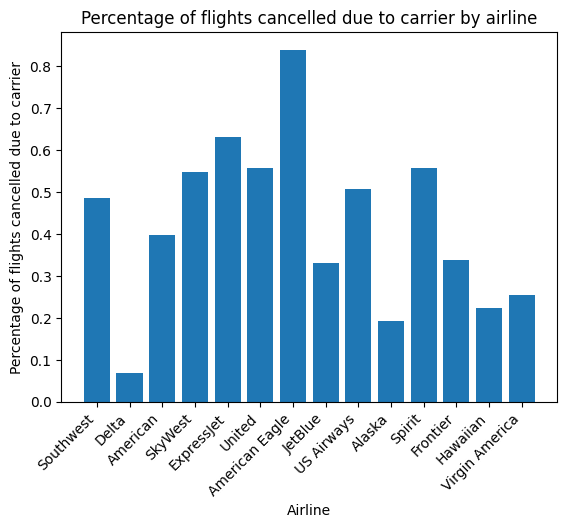 Percentage of flights cancelled due to carrier by airline
Percentage of flights cancelled due to carrier
0.8
0.7
0.6
0.5
0.4
0.3
0.2
0.1
0.0
Southwest
Delta
American
SkyWest
ExpressJet
United
American Eagle
JetBlue
US Airways
Alaska
Spirit
Frontier
Hawaiian
Virgin America
Airline